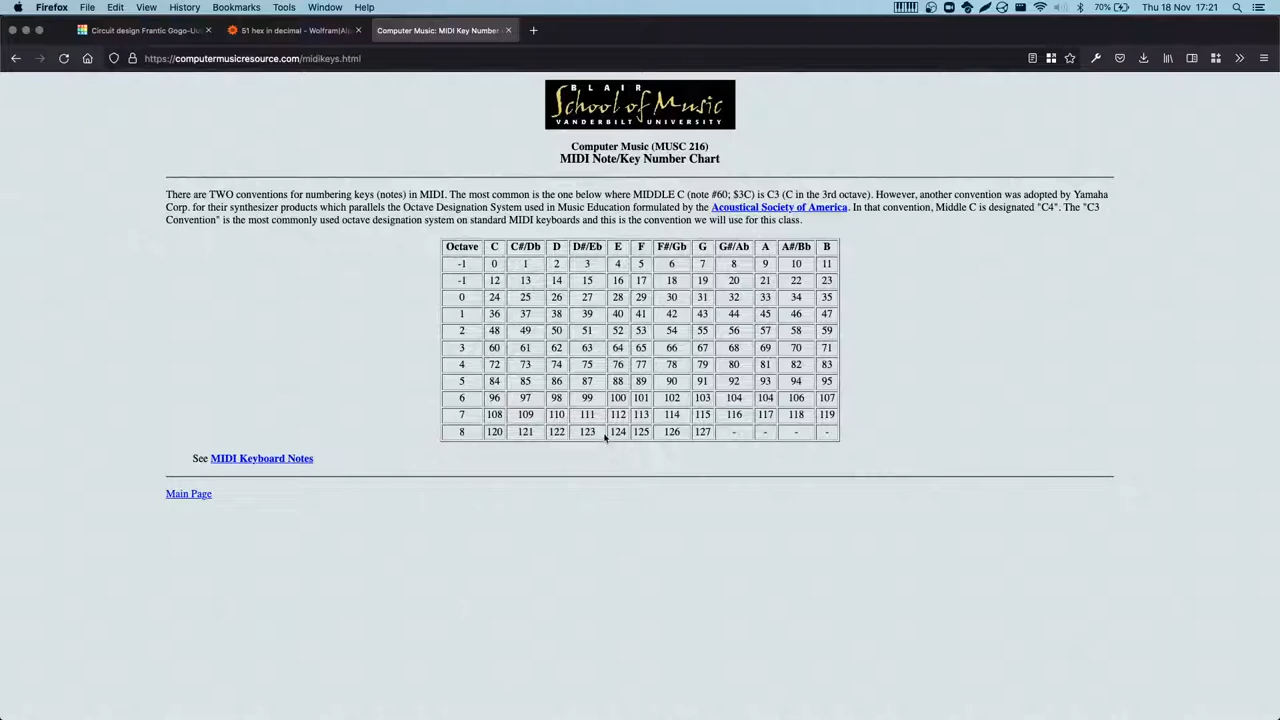 Firefox File Edit View History Bookmarks Tools Window Help 70% Thu 18 Nov 17:21
Circuit design Frantic Gogo-Uu × 51 hex in decimal - Wolfram|Al × Computer Music: MIDI Key Number × +
https://computermusicresource.com/midikeys.html
BLAIR
School of Music
VANDERBILT UNIVERSITY
Computer Music (MUSC 216)
MIDI Note/Key Number Chart
There are TWO conventions for numbering keys (notes) in MIDI. The most common is the one below where MIDDLE C (note #60; $3C) is C3 (C in the 3rd octave). However, another convention was adopted by Yamaha
Corp. for their synthesizer products which parallels the Octave Designation System used in Music Education formulated by the Acoustical Society of America. In that convention, Middle C is designated "C4". The "C3
Convention" is the most commonly used octave designation system on standard MIDI keyboards and this is the convention we will use for this class.
Octave C C#/Db D D#/Eb E F F#/Gb G G#/Ab A A#/Bb B
-1 0 1 2 3 4 5 6 7 8 9 10 11
-1 12 13 14 15 16 17 18 19 20 21 22 23
0 24 25 26 27 28 29 30 31 32 33 34 35
1 36 37 38 39 40 41 42 43 44 45 46 47
2 48 49 50 51 52 53 54 55 56 57 58 59
3 60 61 62 63 64 65 66 67 68 69 70 71
4 72 73 74 75 76 77 78 79 80 81 82 83
5 84 85 86 87 88 89 90 91 92 93 94 95
6 96 97 98 99 100 101 102 103 104 104 106 107
7 108 109 110 111 112 113 114 115 116 117 118 119
8 120 121 122 123 124 125 126 127 - - - -
See MIDI Keyboard Notes
Main Page